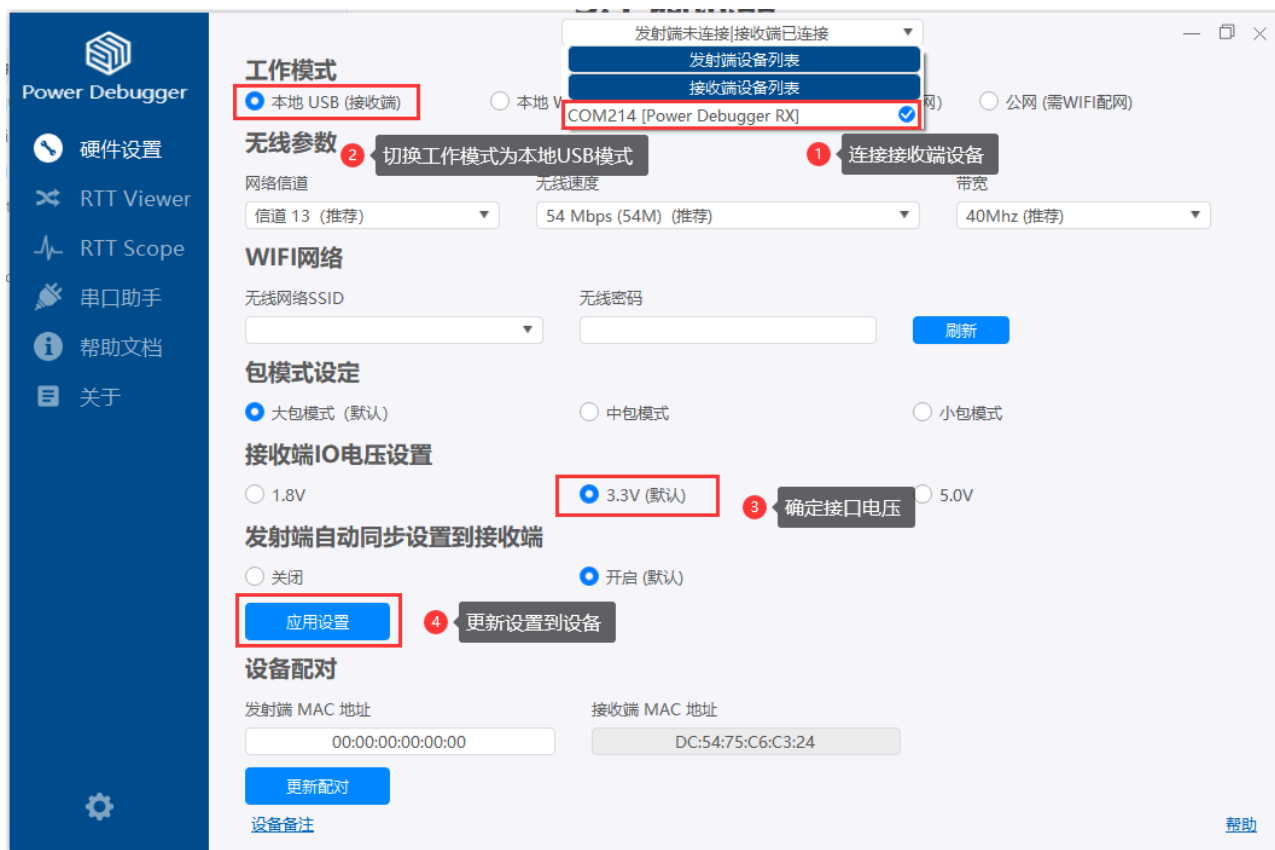 发射端未连接|接收端已连接
发射端设备列表
接收端设备列表
COM214 [Power Debugger RX]
1 连接接收端设备
Power Debugger
硬件设置
RTT Viewer
RTT Scope
串口助手
帮助文档
关于
工作模式
本地 USB (接收端)
本地
公网 (需WIFI配网)
2 切换工作模式为本地USB模式
无线参数
网络信道
无线速度
带宽
信道 13 (推荐)
54 Mbps (54M) (推荐)
40Mhz (推荐)
WIFI网络
无线网络SSID
无线密码
刷新
包模式设定
大包模式 (默认)
中包模式
小包模式
接收端IO电压设置
1.8V
3.3V (默认)
5.0V
3 确定接口电压
发射端自动同步设置到接收端
关闭
开启 (默认)
应用设置
4 更新设置到设备
设备配对
发射端 MAC 地址
接收端 MAC 地址
00:00:00:00:00:00
DC:54:75:C6:C3:24
更新配对
设备备注
帮助